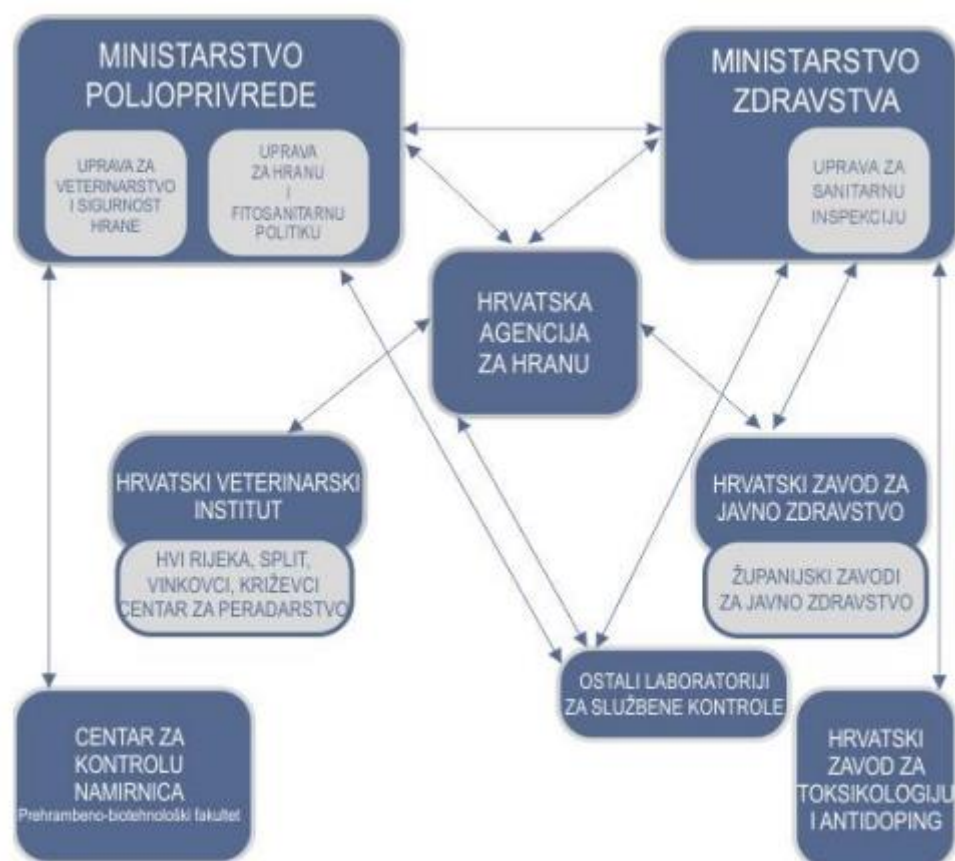 MINISTARSTVO
POLJOPRIVREDE
UPRAVA ZA
VETERINARSTVO
I SIGURNOST
HRANE
UPRAVA
ZA HRANU
I
FITOSANITARNU
POLITIKU
MINISTARSTVO
ZDRAVSTVA
UPRAVA ZA
SANITARNU
INSPEKCIJU
HRVATSKA
AGENCIJA
ZA HRANU
HRVATSKI VETERINARSKI
INSTITUT
HVI RIJEKA, SPLIT,
VINKOVCI, KRIŽEVCI
CENTAR ZA PERADARSTVO
HRVATSKI ZAVOD ZA
JAVNO ZDRAVSTVO
ŽUPANIJSKI ZAVODI
ZA JAVNO ZDRAVSTVO
OSTALI LABORATORIJI
ZA SLUŽBENE KONTROLE
CENTAR ZA
KONTROLU
NAMIRNICA
Prehrambeno-biotehnološki fakultet
HRVATSKI
ZAVOD ZA
TOKSIKOLOGIJU
I ANTIDOPING